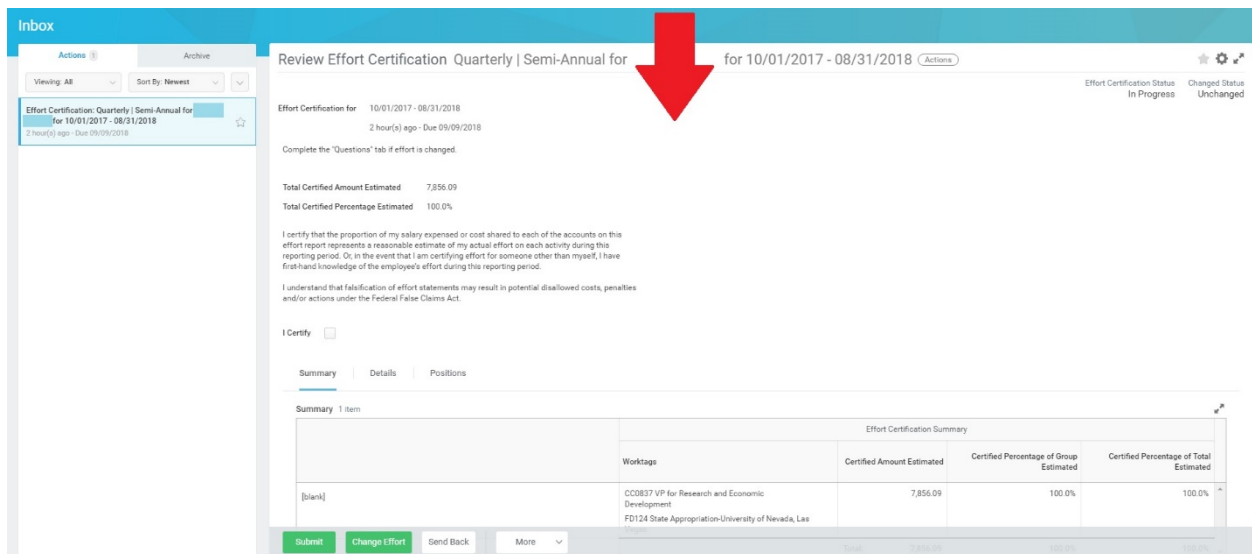 Inbox
Actions 1
Archive
Viewing: All
Sort By: Newest
Effort Certification: Quarterly | Semi-Annual for
for 10/01/2017 - 08/31/2018
2 hour(s) ago - Due 09/09/2018
Review Effort Certification Quarterly | Semi-Annual for for 10/01/2017 - 08/31/2018 Actions
Effort Certification Status
In Progress
Changed Status
Unchanged
Effort Certification for 10/01/2017 - 08/31/2018
2 hour(s) ago - Due 09/09/2018
Complete the "Questions" tab if effort is changed.
Total Certified Amount Estimated 7,856.09
Total Certified Percentage Estimated 100.0%
I certify that the proportion of my salary expensed or cost shared to each of the accounts on this
effort report represents a reasonable estimate of my actual effort on each activity during this
reporting period. Or, in the event that I am certifying effort for someone other than myself, I have
first-hand knowledge of the employee's effort during this reporting period.
I understand that falsification of effort statements may result in potential disallowed costs, penalties
and/or actions under the Federal False Claims Act.
I Certify
Summary Details Positions
Summary 1 item
Effort Certification Summary
Worktags
Certified Amount Estimated
Certified Percentage of Group
Estimated
Certified Percentage of Total
Estimated
[blank]
CC0837 VP for Research and Economic
Development
7,856.09
100.0%
100.0%
FD124 State Appropriation-University of Nevada, Las
Vegas
Total: 7,856.09 100.0% 100.0%
Submit Change Effort Send Back More